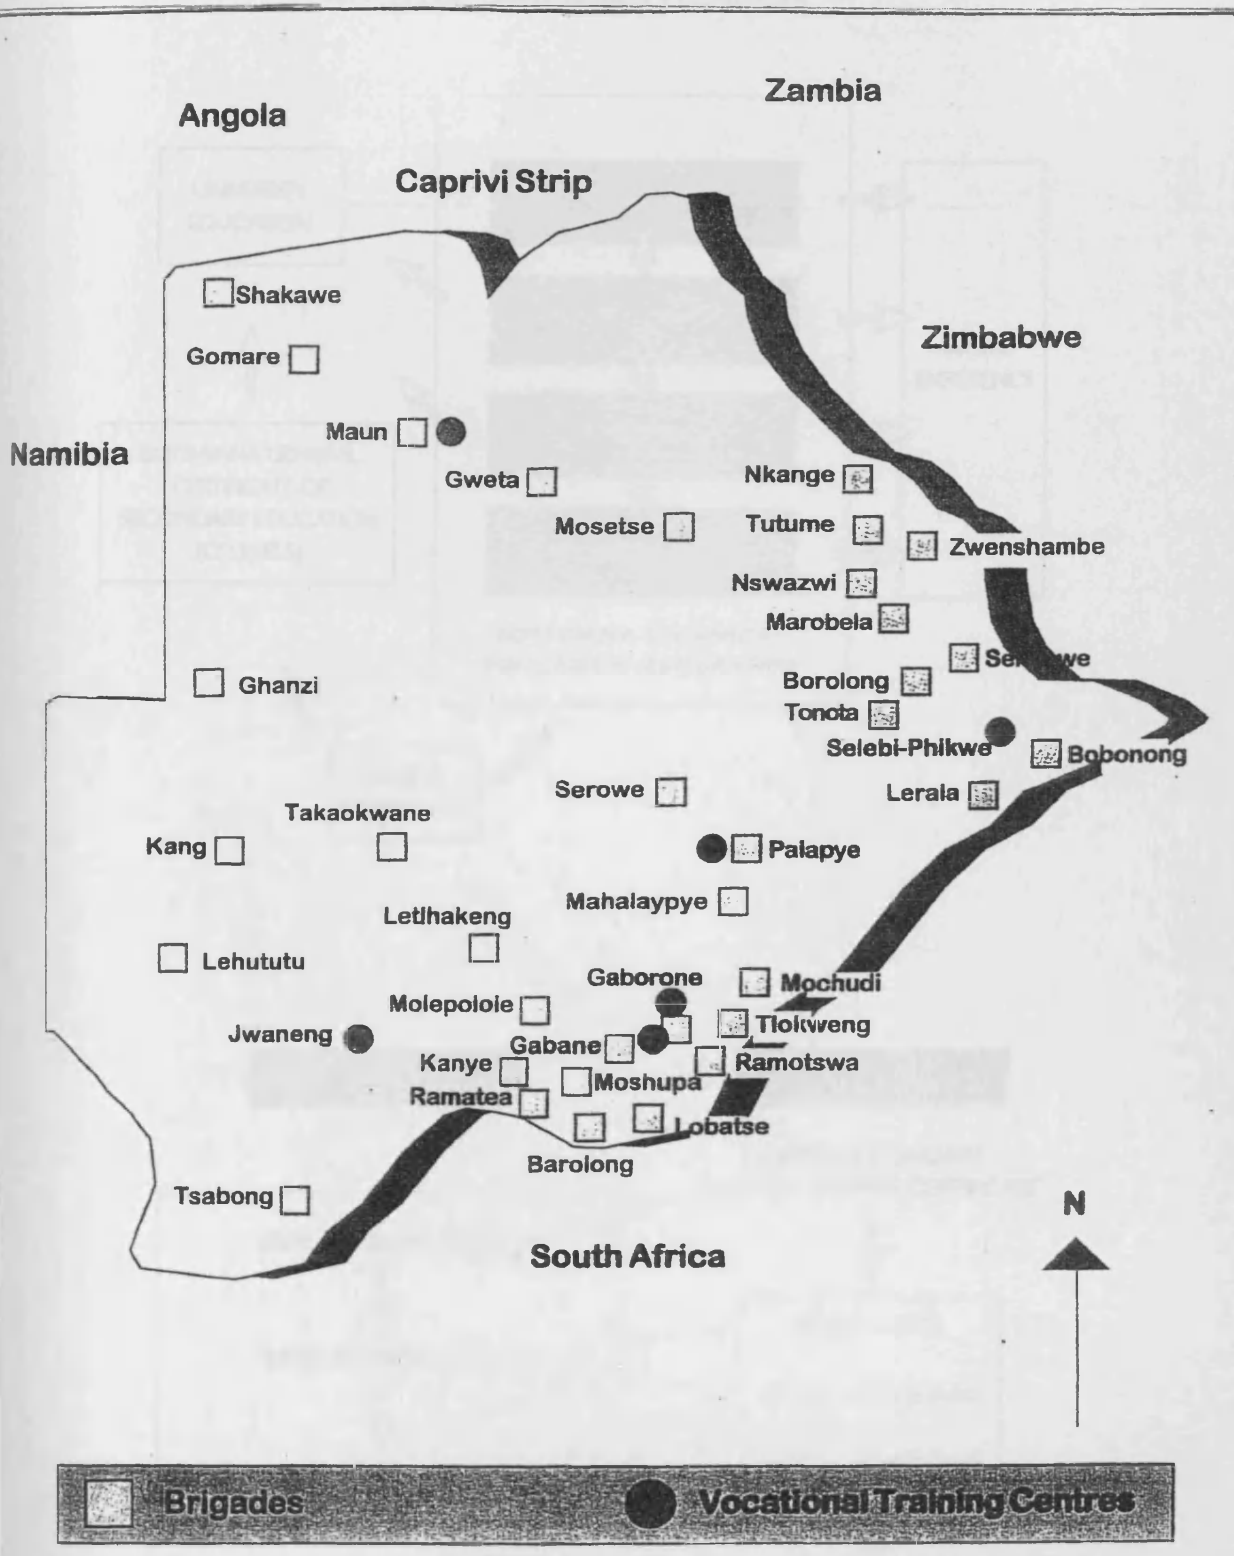 Zambia
Angola
Caprivi Strip
Shakawe
Zimbabwe
Gomare
Maun
Namibia
Gweta
Nkange
Mosetse
Tutume
Zwenshambe
Nswazwi
Marobela
Ghanzi
Borolong
Tonota
Selebi-Phikwe
Bobonong
Serowe
Lerala
Takaokwane
Kang
Palapye
Mahalaypye
Letlhakeng
Lehututu
Gaborone
Mochudi
Molepolole
Tlokweng
Jwaneng
Gabane
Kanye
Moshupa
Ramotswa
Ramatea
Lobatse
Barolong
Tsabong
N
South Africa
Brigades
Vocational Training Centres